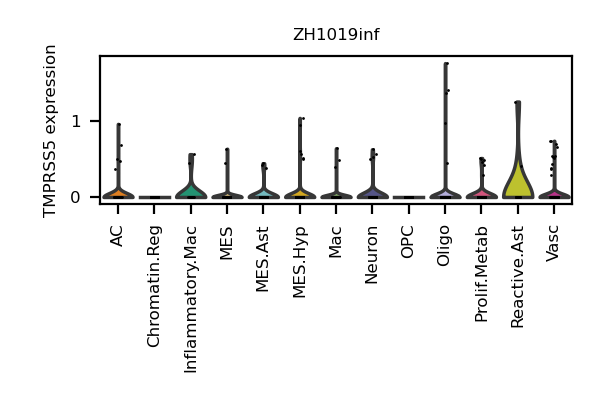 ZH1019inf
TMPRSS5 expression
1
0
AC
Chromatin.Reg
Inflammatory.Mac
MES
MES.Ast
MES.Hyp
Mac
Neuron
OPC
Oligo
Prolif.Metab
Reactive.Ast
Vasc